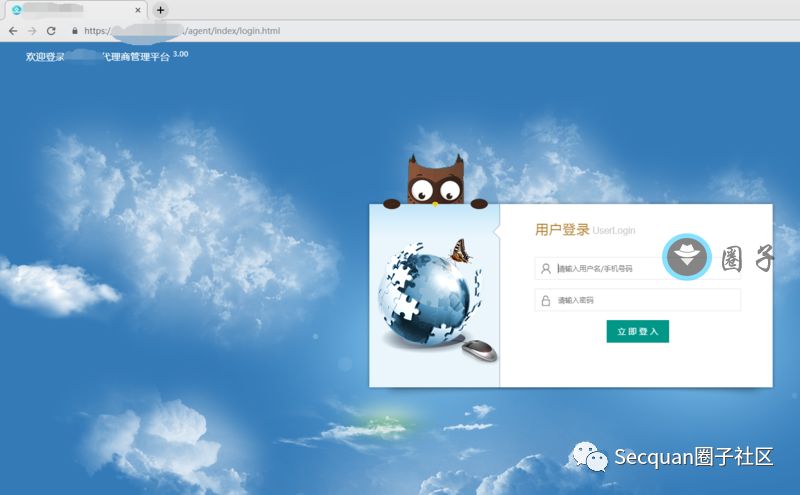 https:// /agent/index/login.html
欢迎登录 代理商管理平台 3.00
用户登录 UserLogin
请输入用户名/手机号码
圈子
请输入密码
立即登入
Secquan圈子社区